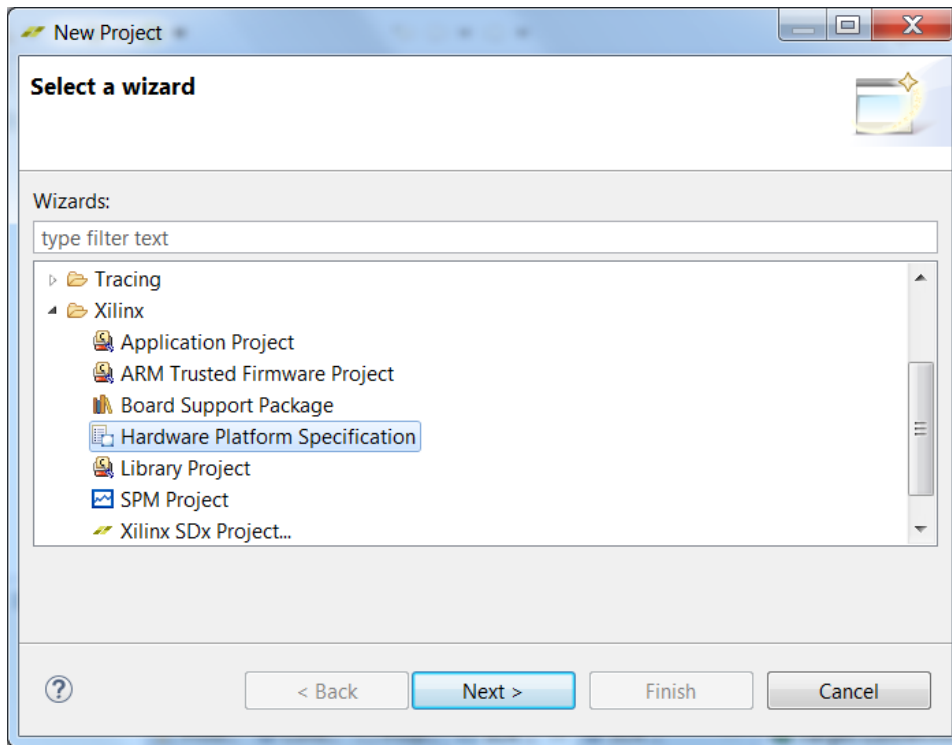 New Project
Select a wizard
Wizards:
type filter text
Tracing
Xilinx
Application Project
ARM Trusted Firmware Project
Board Support Package
Hardware Platform Specification
Library Project
SPM Project
Xilinx SDx Project...
? < Back Next > Finish Cancel